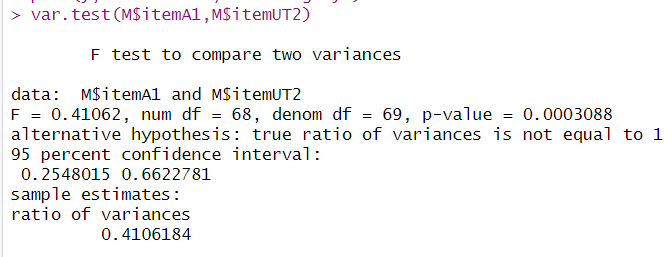 > var.test(M$itemA1,M$itemUT2)
F test to compare two variances
data:  M$itemA1 and M$itemUT2
F = 0.41062, num df = 68, denom df = 69, p-value = 0.0003088
alternative hypothesis: true ratio of variances is not equal to 1
95 percent confidence interval:
 0.2548015 0.6622781
sample estimates:
ratio of variances
0.4106184